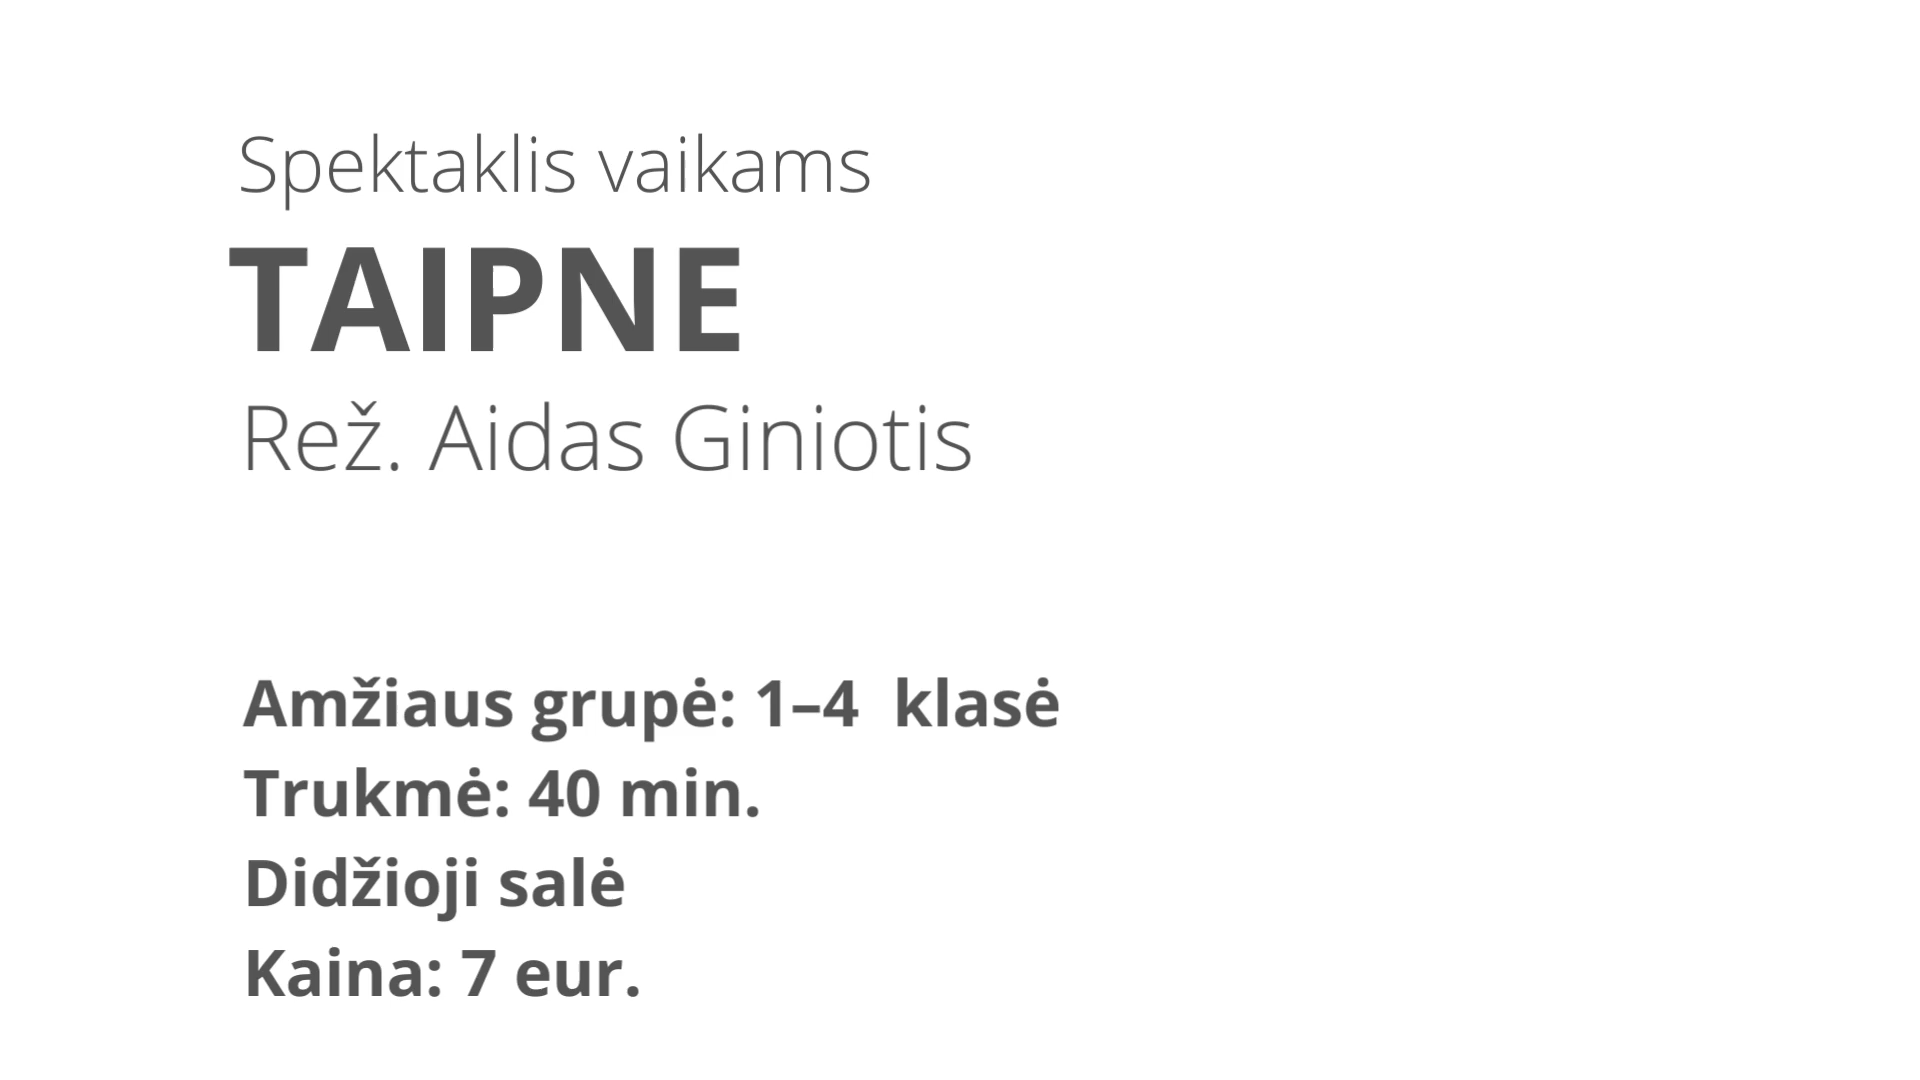 Spektaklis vaikams
TAIPNE
Rež. Aidas Giniotis
Amžiaus grupė: 1–4  klasė
Trukmė: 40 min.
Didžioji salė
Kaina: 7 eur.